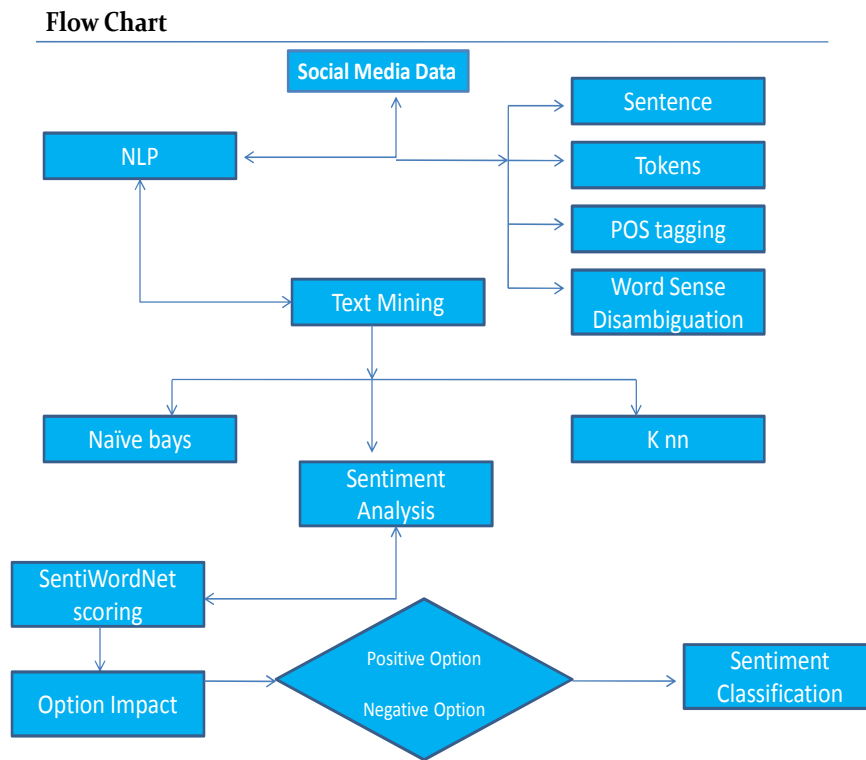 Flow Chart
Social Media Data
Sentence
NLP
Tokens
POS tagging
Word Sense
Disambiguation
Text Mining
Naïve bays
K nn
Sentiment
Analysis
SentiWordNet
scoring
Positive Option
Negative Option
Option Impact
Sentiment
Classification